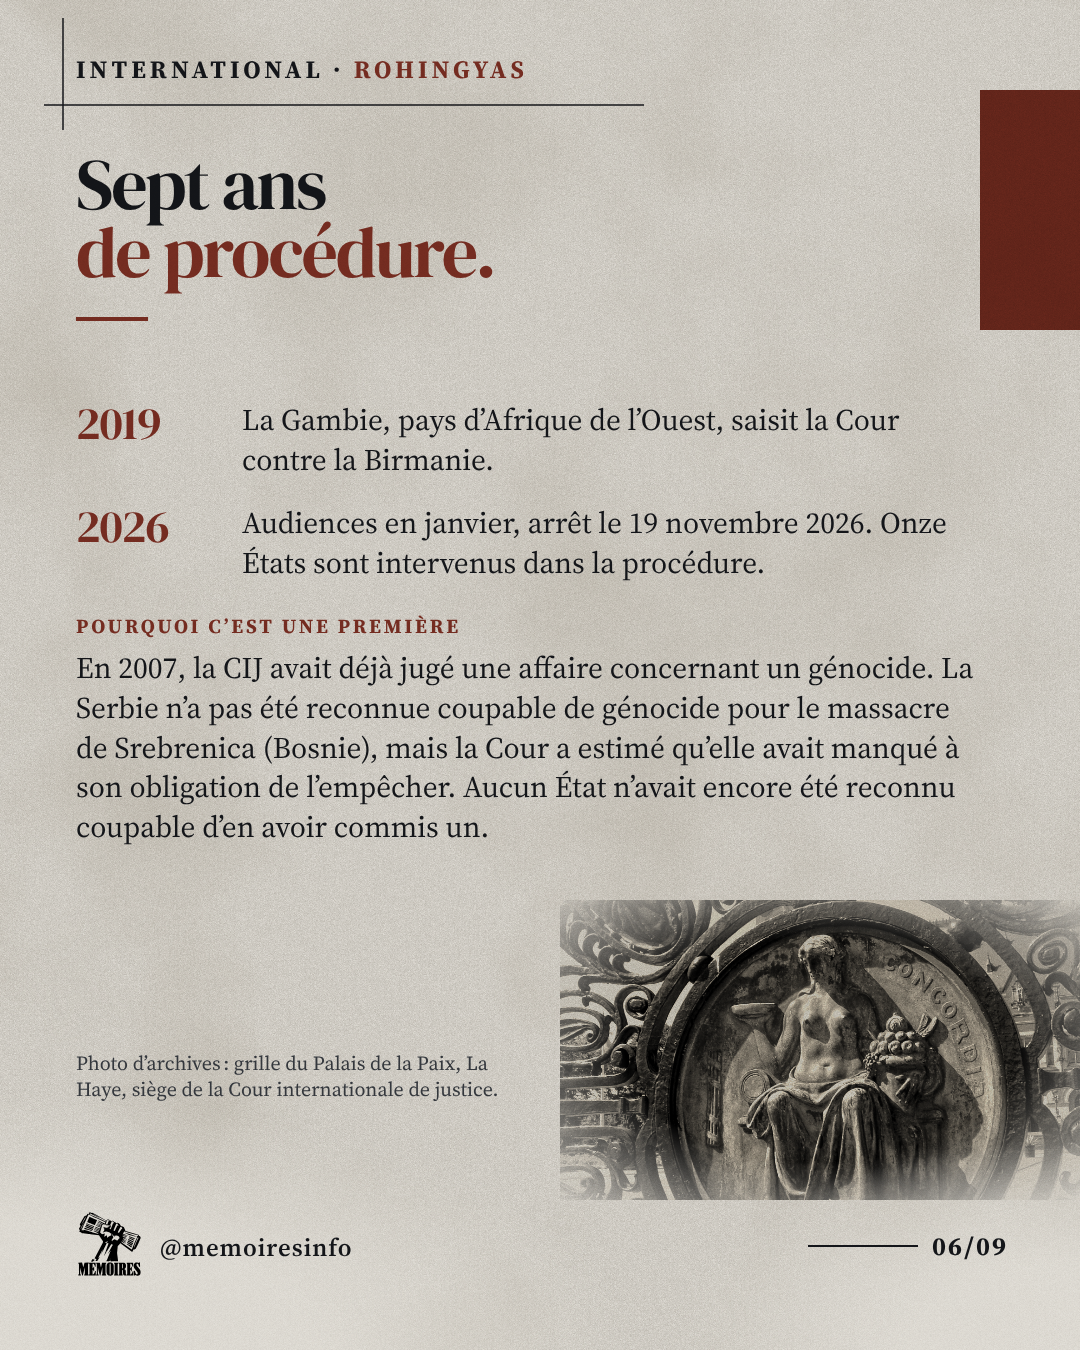 INTERNATIONAL · ROHINGYAS
Sept ans
de procédure.
2019
La Gambie, pays d’Afrique de l’Ouest, saisit la Cour
contre la Birmanie.
2026
Audiences en janvier, arrêt le 19 novembre 2026. Onze
États sont intervenus dans la procédure.
POURQUOI C’EST UNE PREMIÈRE
En 2007, la CIJ avait déjà jugé une affaire concernant un génocide. La
Serbie n’a pas été reconnue coupable de génocide pour le massacre
de Srebrenica (Bosnie), mais la Cour a estimé qu’elle avait manqué à
son obligation de l’empêcher. Aucun État n’avait encore été reconnu
coupable d’en avoir commis un.
CONCORDIA
Photo d’archives : grille du Palais de la Paix, La
Haye, siège de la Cour internationale de justice.
MÉMOIRES
@memoiresinfo
06/09